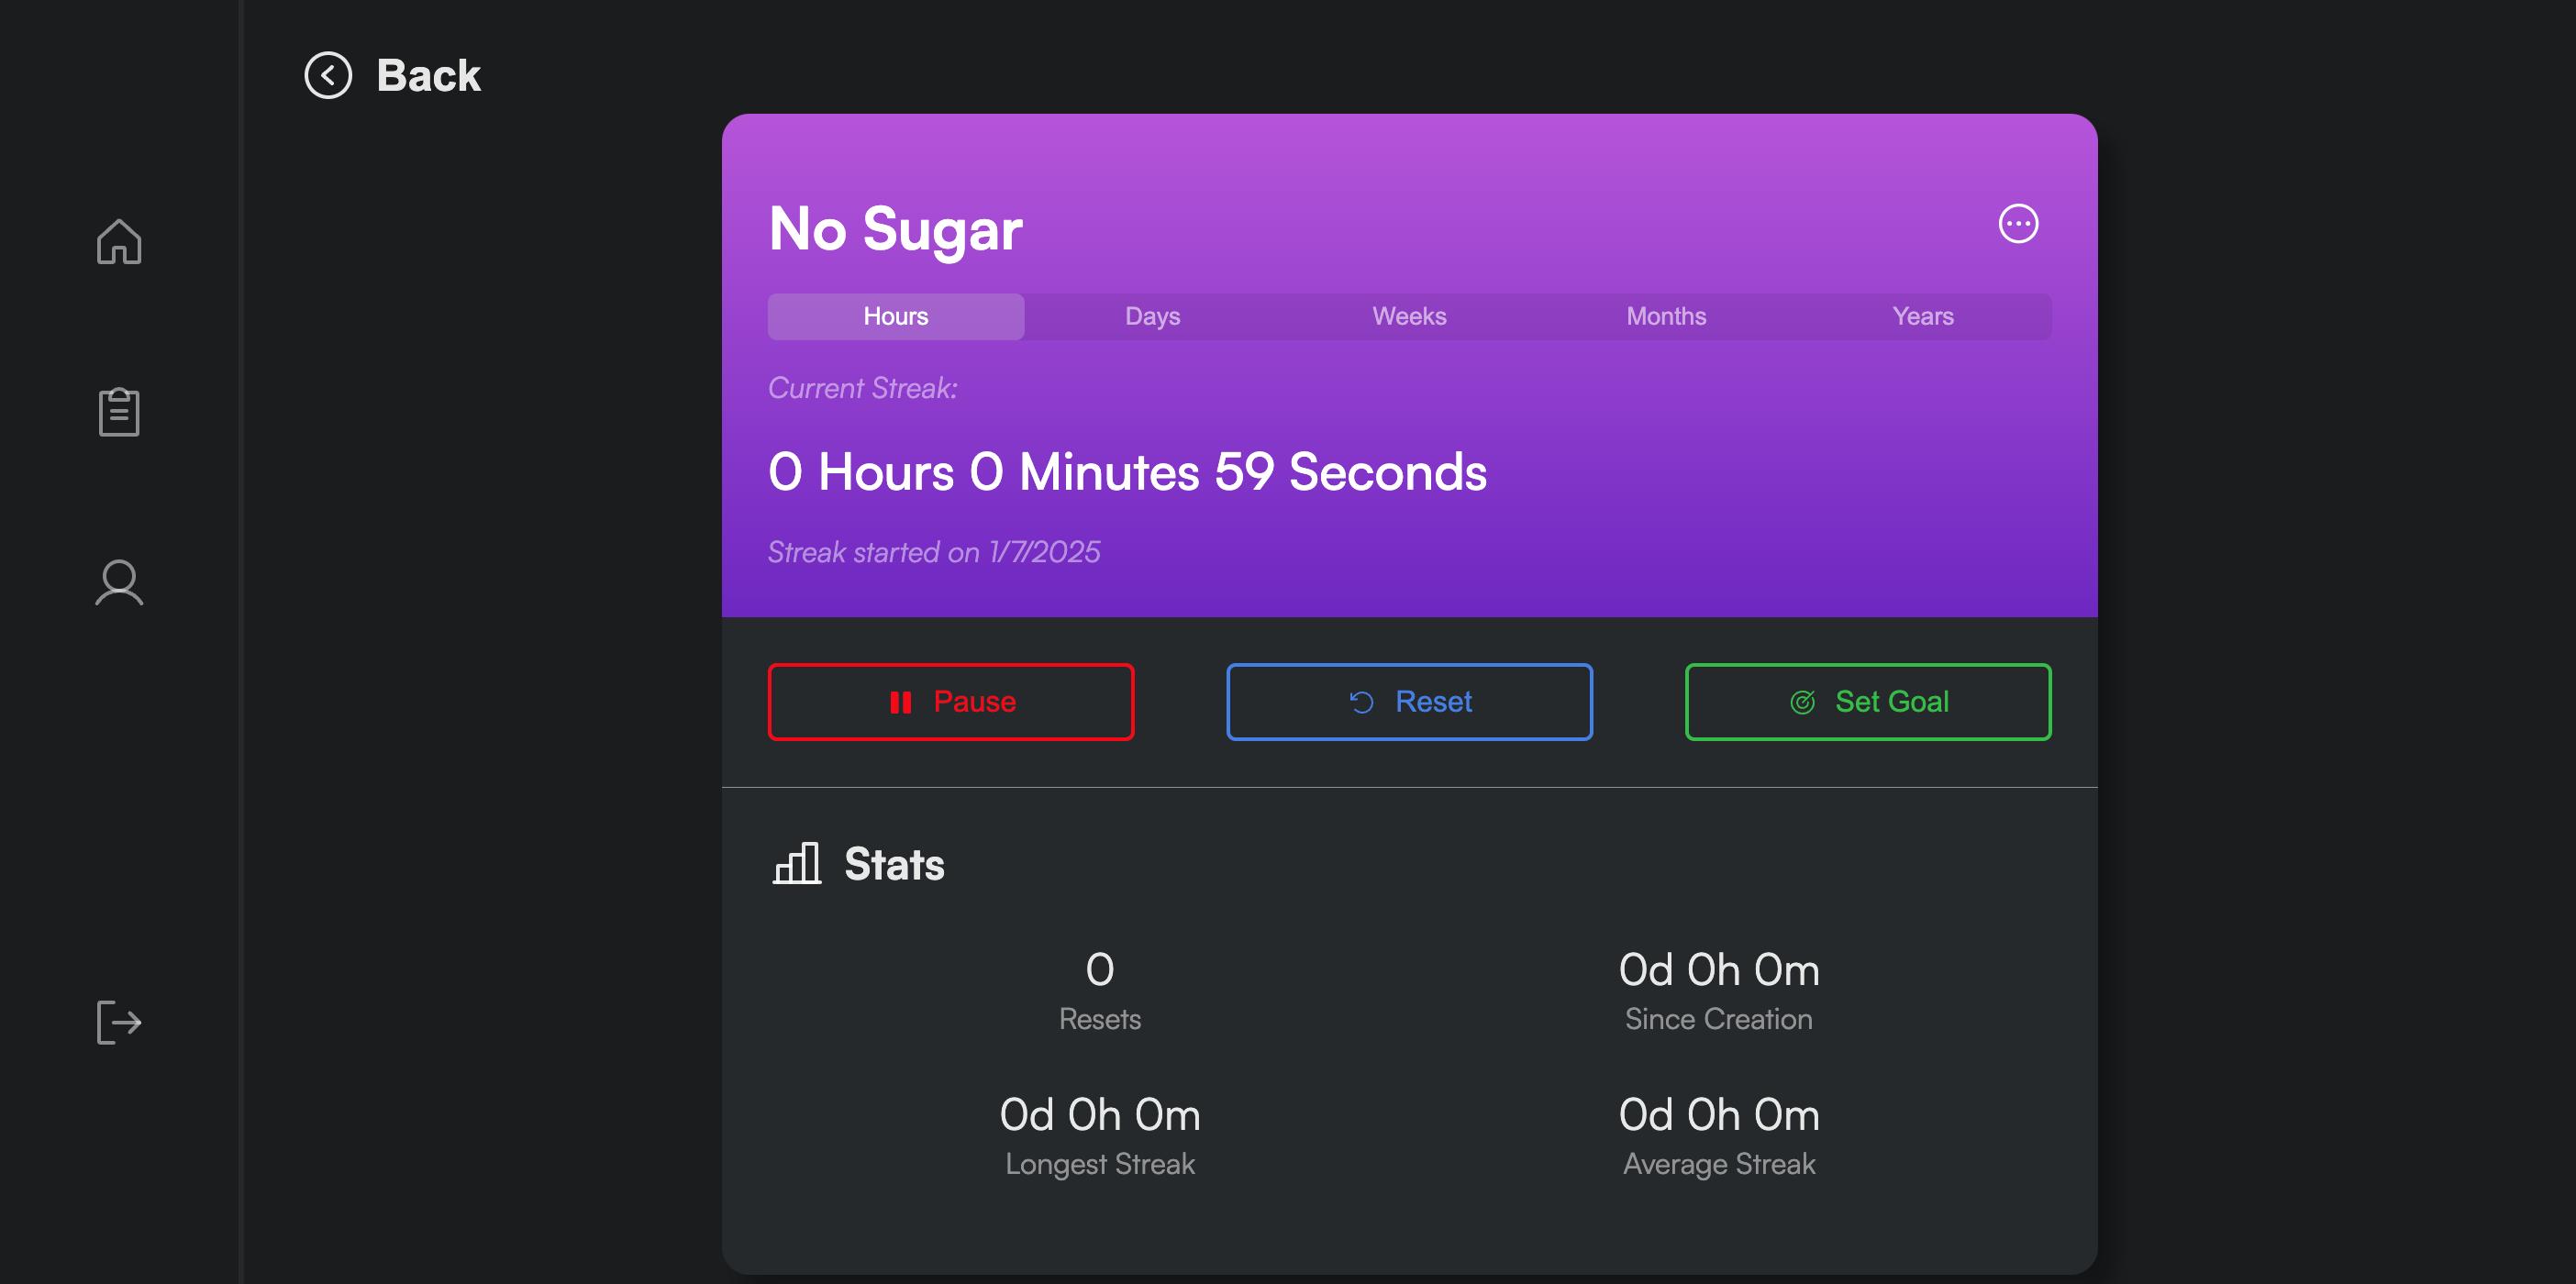 Back
No Sugar
Hours Days Weeks Months Years
Current Streak:
0 Hours 0 Minutes 59 Seconds
Streak started on 1/7/2025
Pause Reset Set Goal
Stats
0 0d 0h 0m
Resets Since Creation
0d 0h 0m 0d 0h 0m
Longest Streak Average Streak